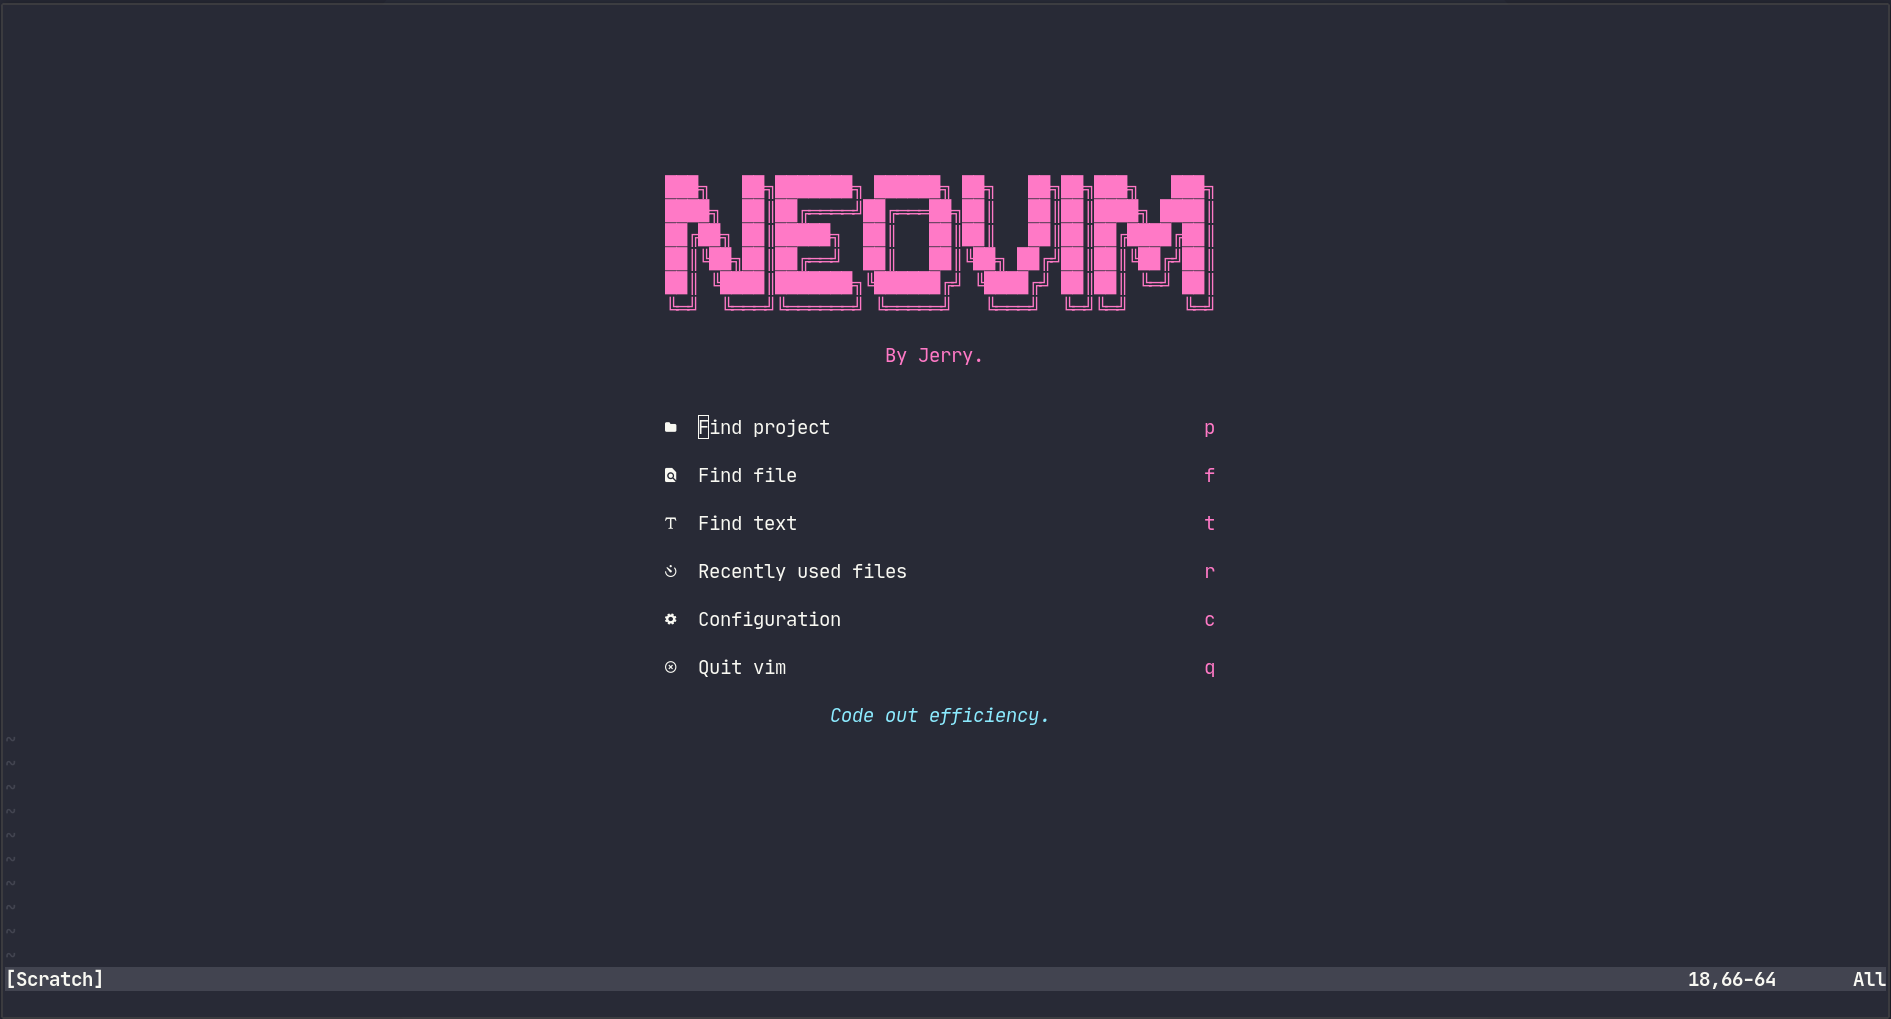 NEOVIM
By Jerry.
Find project p
Find file f
Find text t
Recently used files r
Configuration c
Quit vim q
Code out efficiency.
~
~
~
~
~
~
~
~
~
~
[Scratch] 18,66-64 All